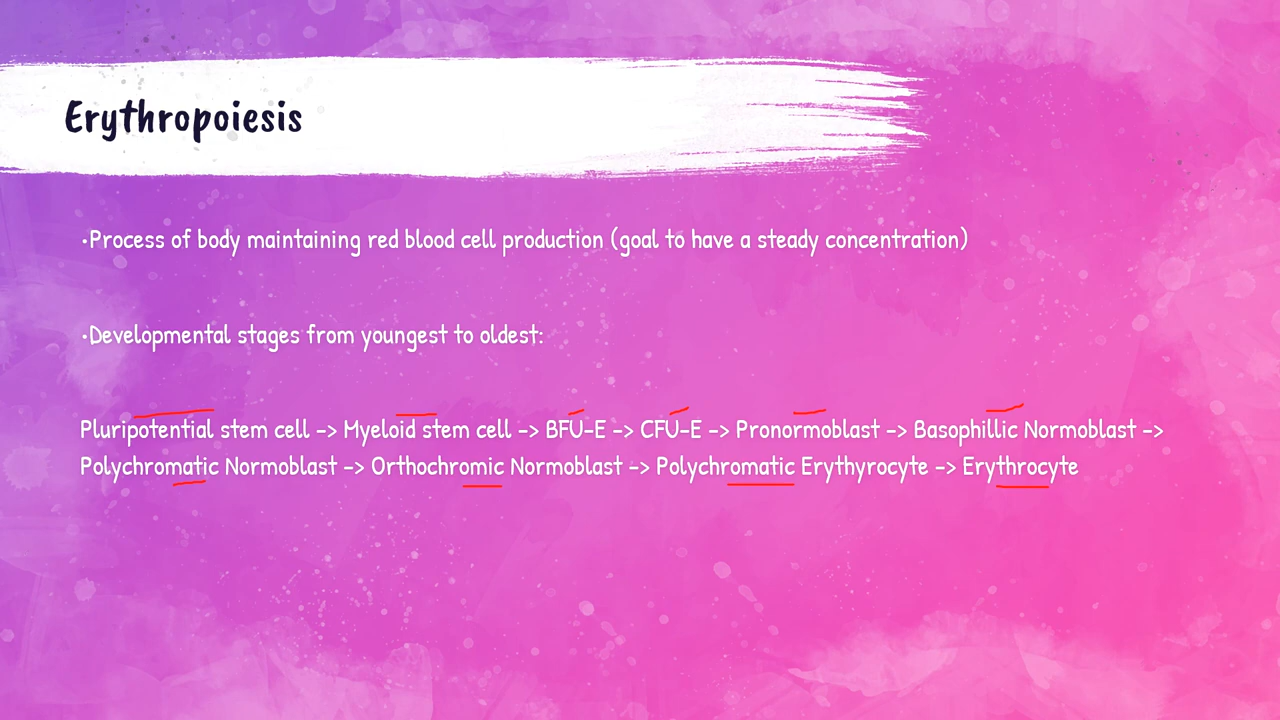 Erythropoiesis
•Process of body maintaining red blood cell production (goal to have a steady concentration)
•Developmental stages from youngest to oldest:
Pluripotential stem cell -> Myeloid stem cell -> BFU-E -> CFU-E -> Pronormoblast -> Basophillic Normoblast ->
Polychromatic Normoblast -> Orthochromic Normoblast -> Polychromatic Erythyrocyte -> Erythrocyte